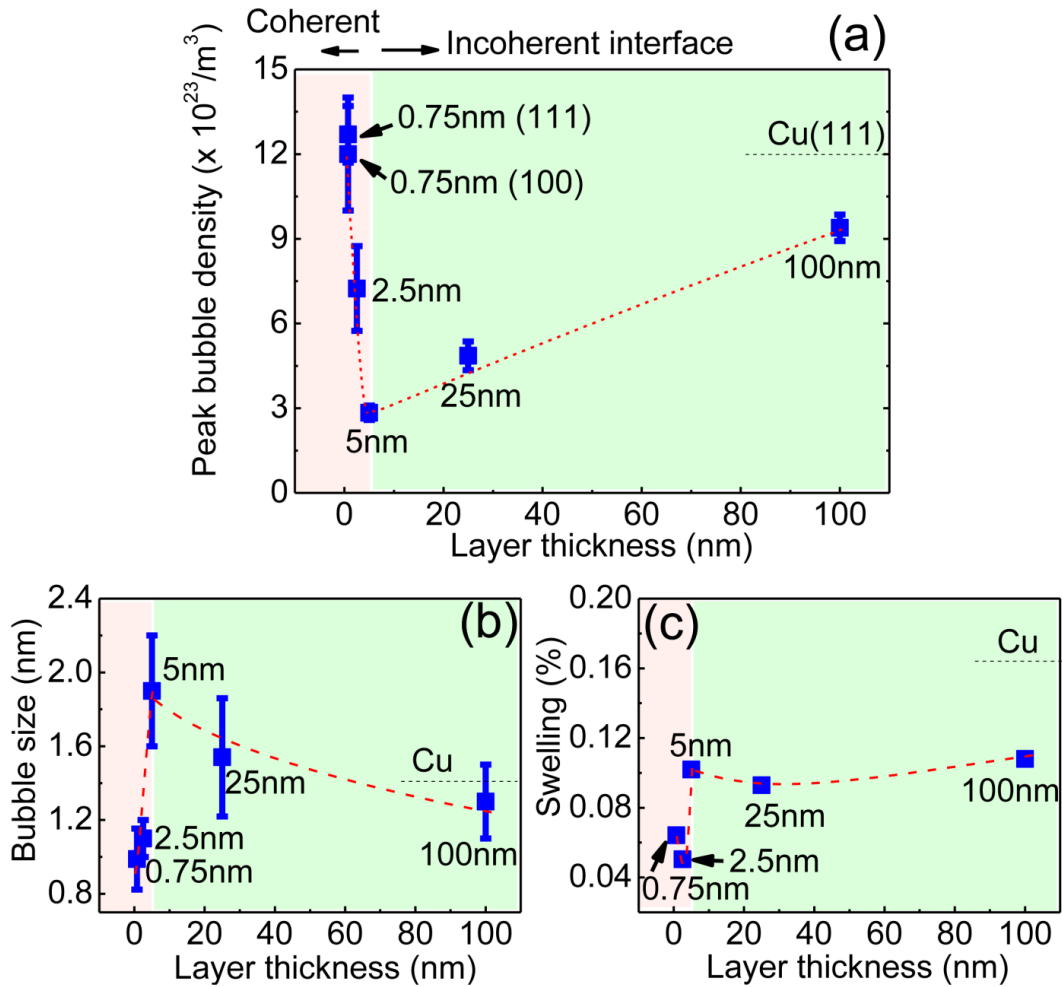 Coherent
Incoherent interface
(a)
Peak bubble density (x 10²³/m³)
15
12
9
6
3
0
0.75nm (111)
0.75nm (100)
2.5nm
5nm
25nm
100nm
Cu(111)
0 20 40 60 80 100
Layer thickness (nm)
(b)
Bubble size (nm)
2.4
2.0
1.6
1.2
0.8
5nm
25nm
2.5nm
0.75nm
Cu
100nm
0 20 40 60 80 100
Layer thickness (nm)
(c)
Swelling (%)
0.20
0.16
0.12
0.08
0.04
Cu
5nm
25nm
100nm
2.5nm
0.75nm
0 20 40 60 80 100
Layer thickness (nm)